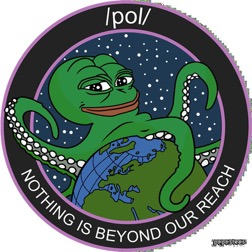 /pol/
NOTHING IS BEYOND OUR REACH